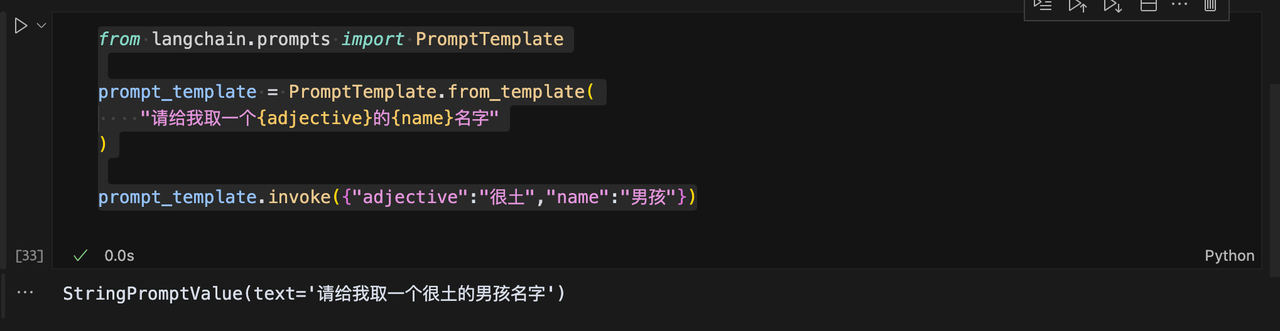 from langchain.prompts import PromptTemplate
prompt_template = PromptTemplate.from_template(
"请给我取一个{adjective}的{name}名字"
)
prompt_template.invoke({"adjective":"很土","name":"男孩"})
[33]
0.0s
Python
StringPromptValue(text='请给我取一个很土的男孩名字')